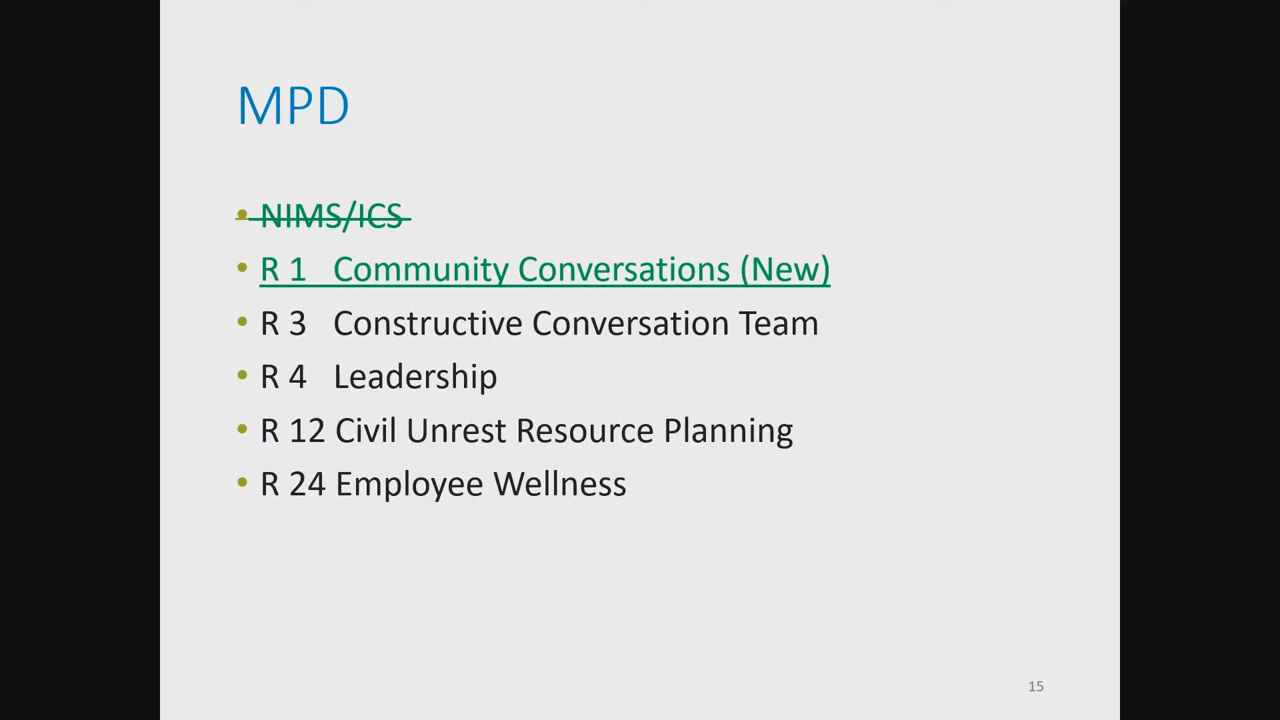 MPD
• NIMS/ICS
• R 1 Community Conversations (New)
• R 3 Constructive Conversation Team
• R 4 Leadership
• R 12 Civil Unrest Resource Planning
• R 24 Employee Wellness
15